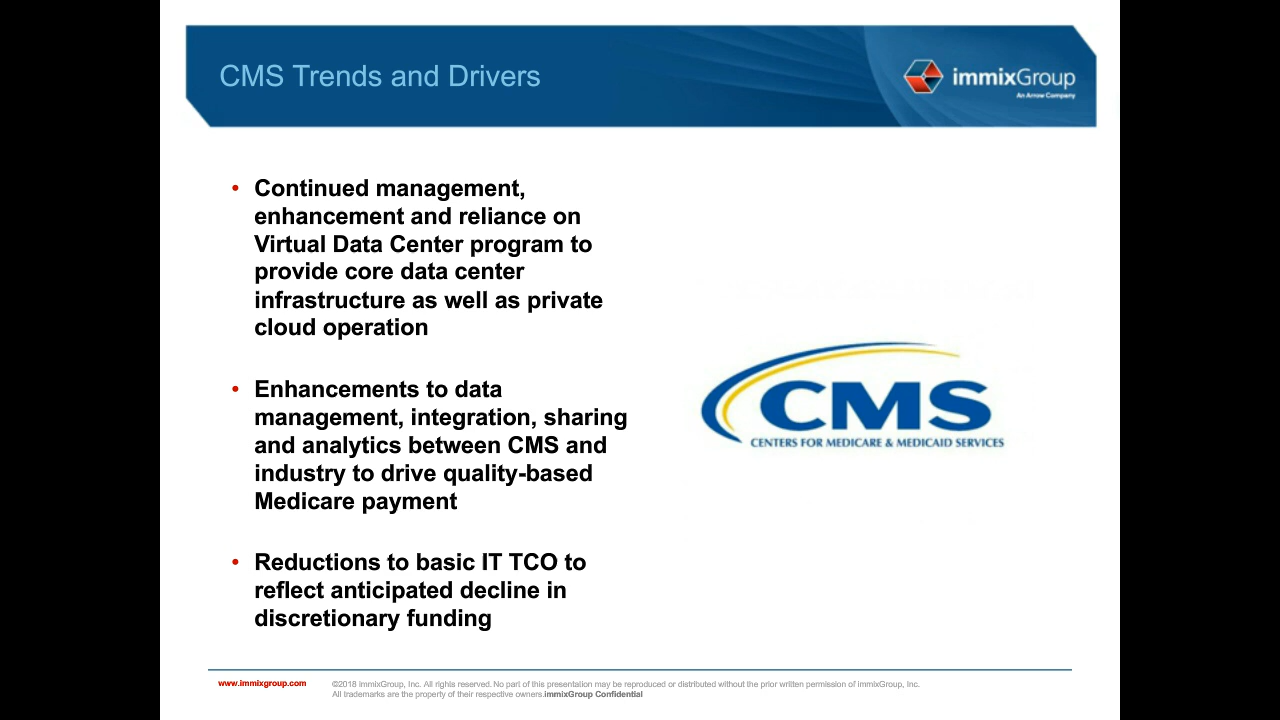 CMS Trends and Drivers
immixGroup
An Arrow Company
• Continued management,
enhancement and reliance on
Virtual Data Center program to
provide core data center
infrastructure as well as private
cloud operation
• Enhancements to data
management, integration, sharing
and analytics between CMS and
industry to drive quality-based
Medicare payment
• Reductions to basic IT TCO to
reflect anticipated decline in
discretionary funding
CMS
CENTERS FOR MEDICARE & MEDICAID SERVICES
www.immixgroup.com
©2018 immixGroup, Inc. All rights reserved. No part of this presentation may be reproduced or distributed without the prior written permission of immixGroup, Inc.
All trademarks are the property of their respective owners.immixGroup Confidential